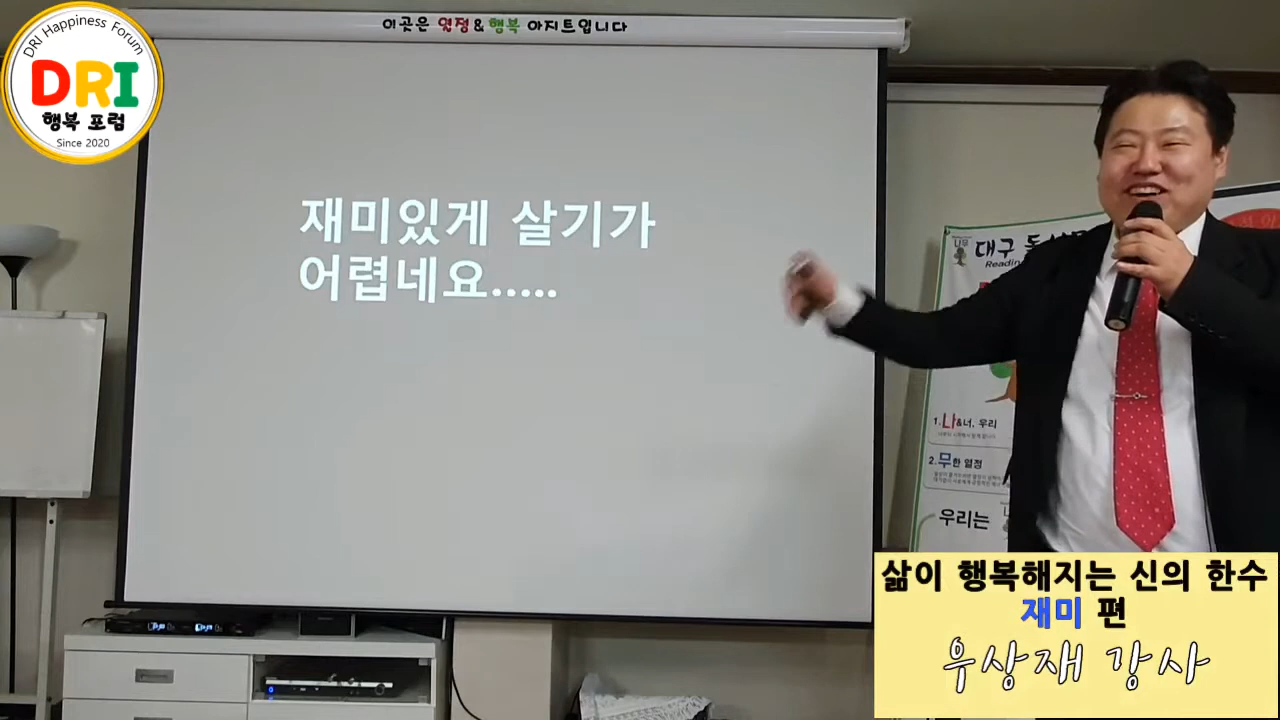 DRI Happiness Forum
DRI
행복 포럼
Since 2020
이곳은 열정&행복 아지트입니다
재미있게 살기가
어렵네요.....
대구
Readin
1.나&너, 우리
2.무한 열정
우리는
삶이 행복해지는 신의 한수
재미 편
우상재 강사